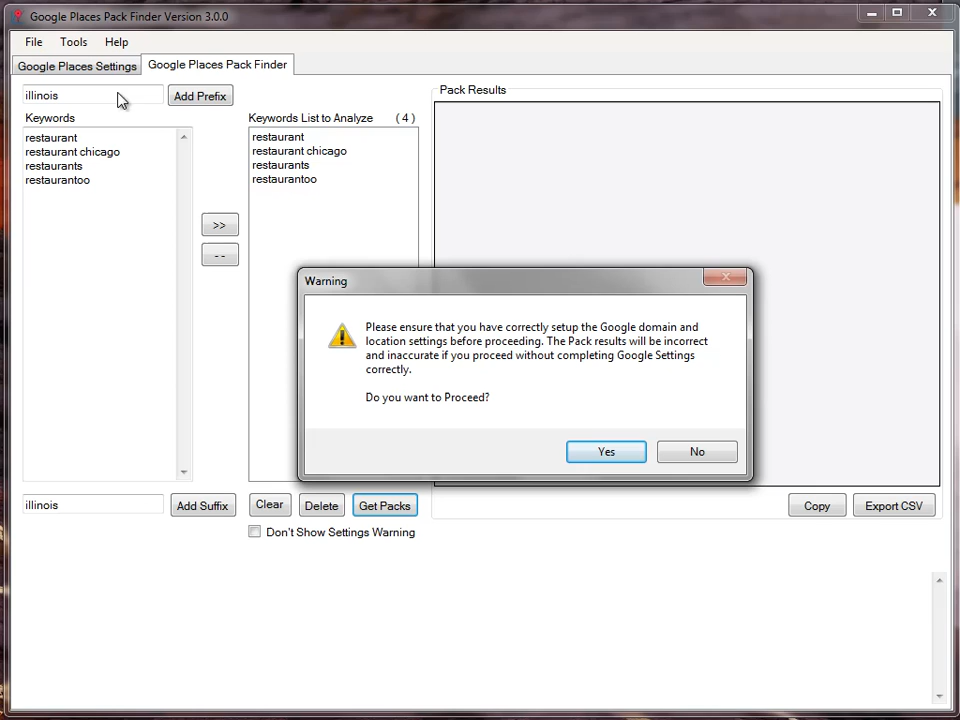 Google Places Pack Finder Version 3.0.0
File Tools Help
Google Places Settings Google Places Pack Finder
illinois Add Prefix
Pack Results
Keywords
Keywords List to Analyze ( 4 )
restaurant
restaurant chicago
restaurants
restaurantoo
restaurant
restaurant chicago
restaurants
restaurantoo
>>
--
Warning
Please ensure that you have correctly setup the Google domain and
location settings before proceeding. The Pack results will be incorrect
and inaccurate if you proceed without completing Google Settings
correctly.
Do you want to Proceed?
Yes No
illinois Add Suffix Clear Delete Get Packs Copy Export CSV
Don't Show Settings Warning